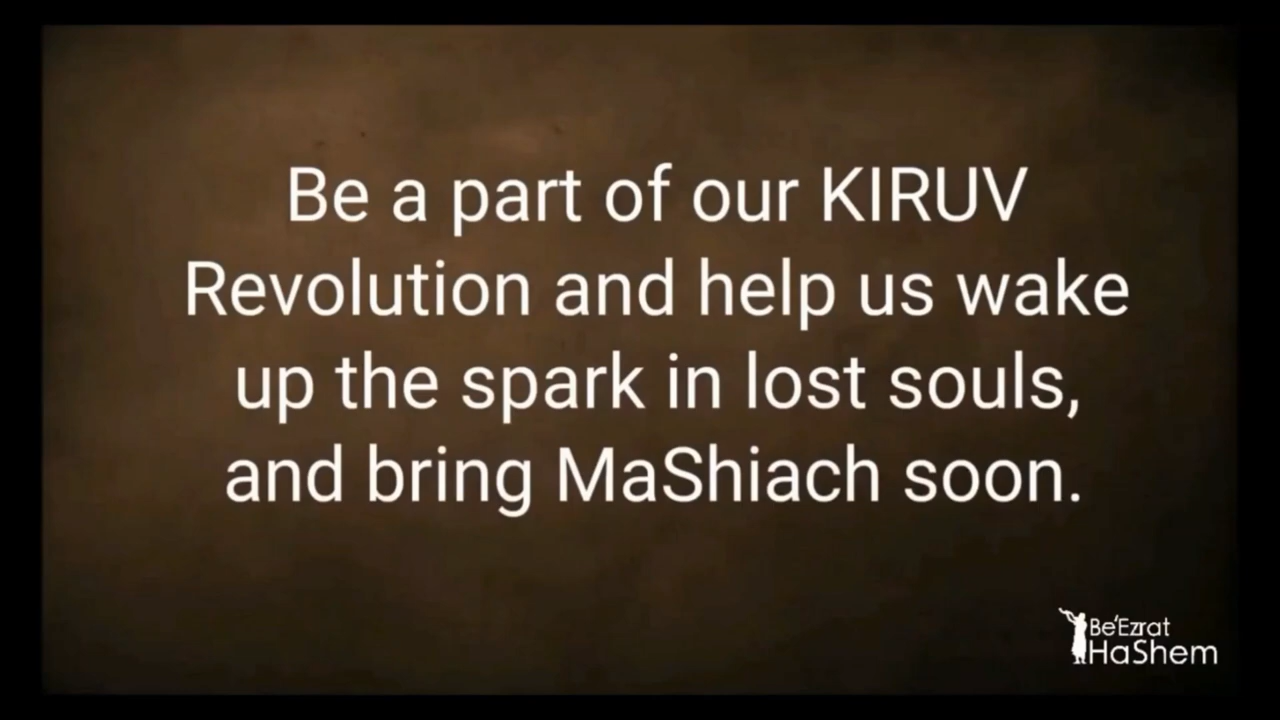 Be a part of our KIRUV
Revolution and help us wake
up the spark in lost souls,
and bring MaShiach soon.
Be'Ezrat
HaShem